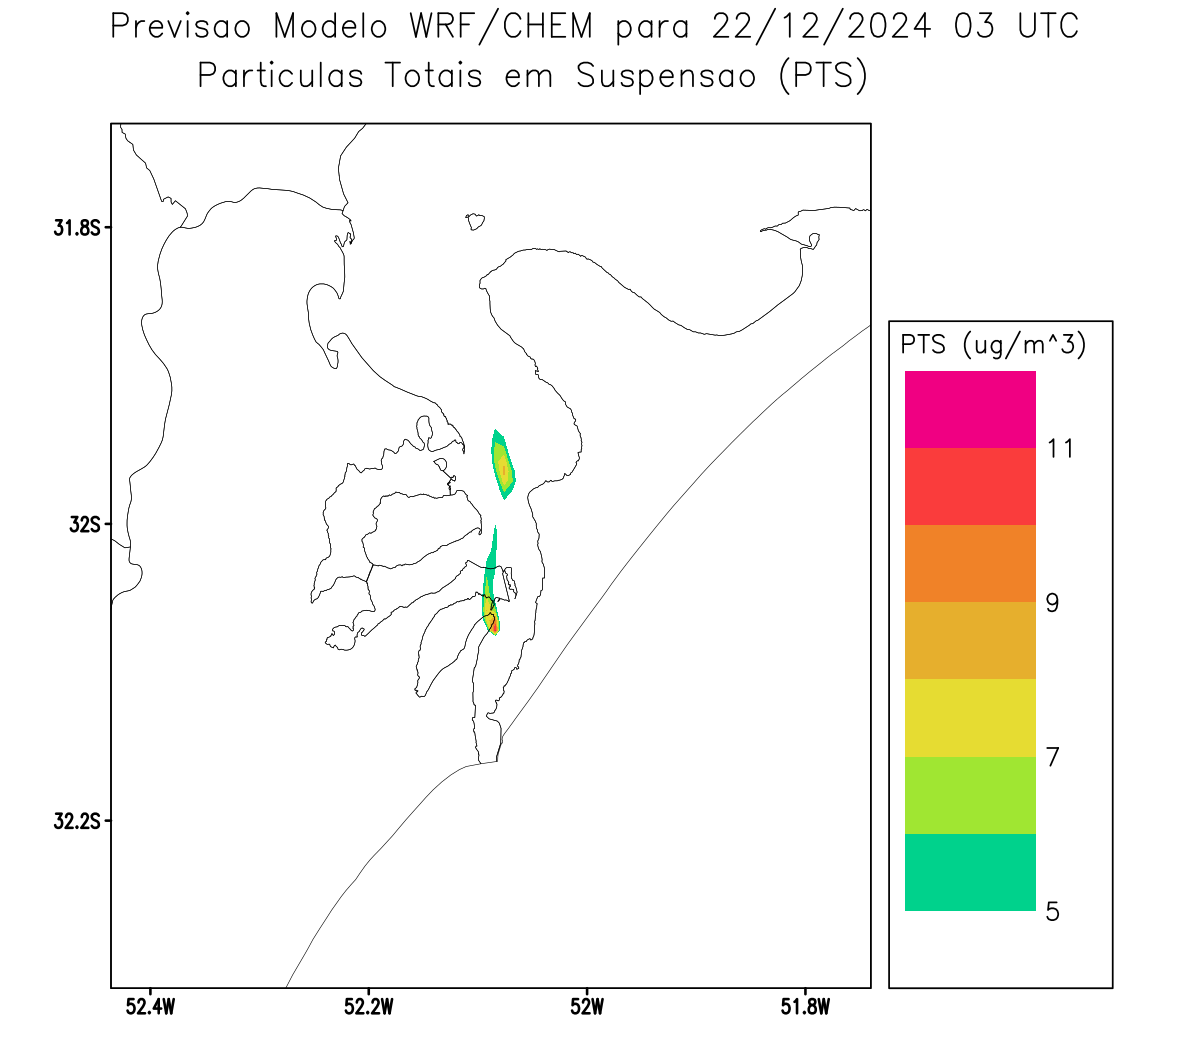 Previsao Modelo WRF/CHEM para 22/12/2024 03 UTC
Particulas Totais em Suspensao (PTS)
31.8S
32S
32.2S
52.4W
52.2W
52W
51.8W
PTS (ug/m^3)
11
9
7
5